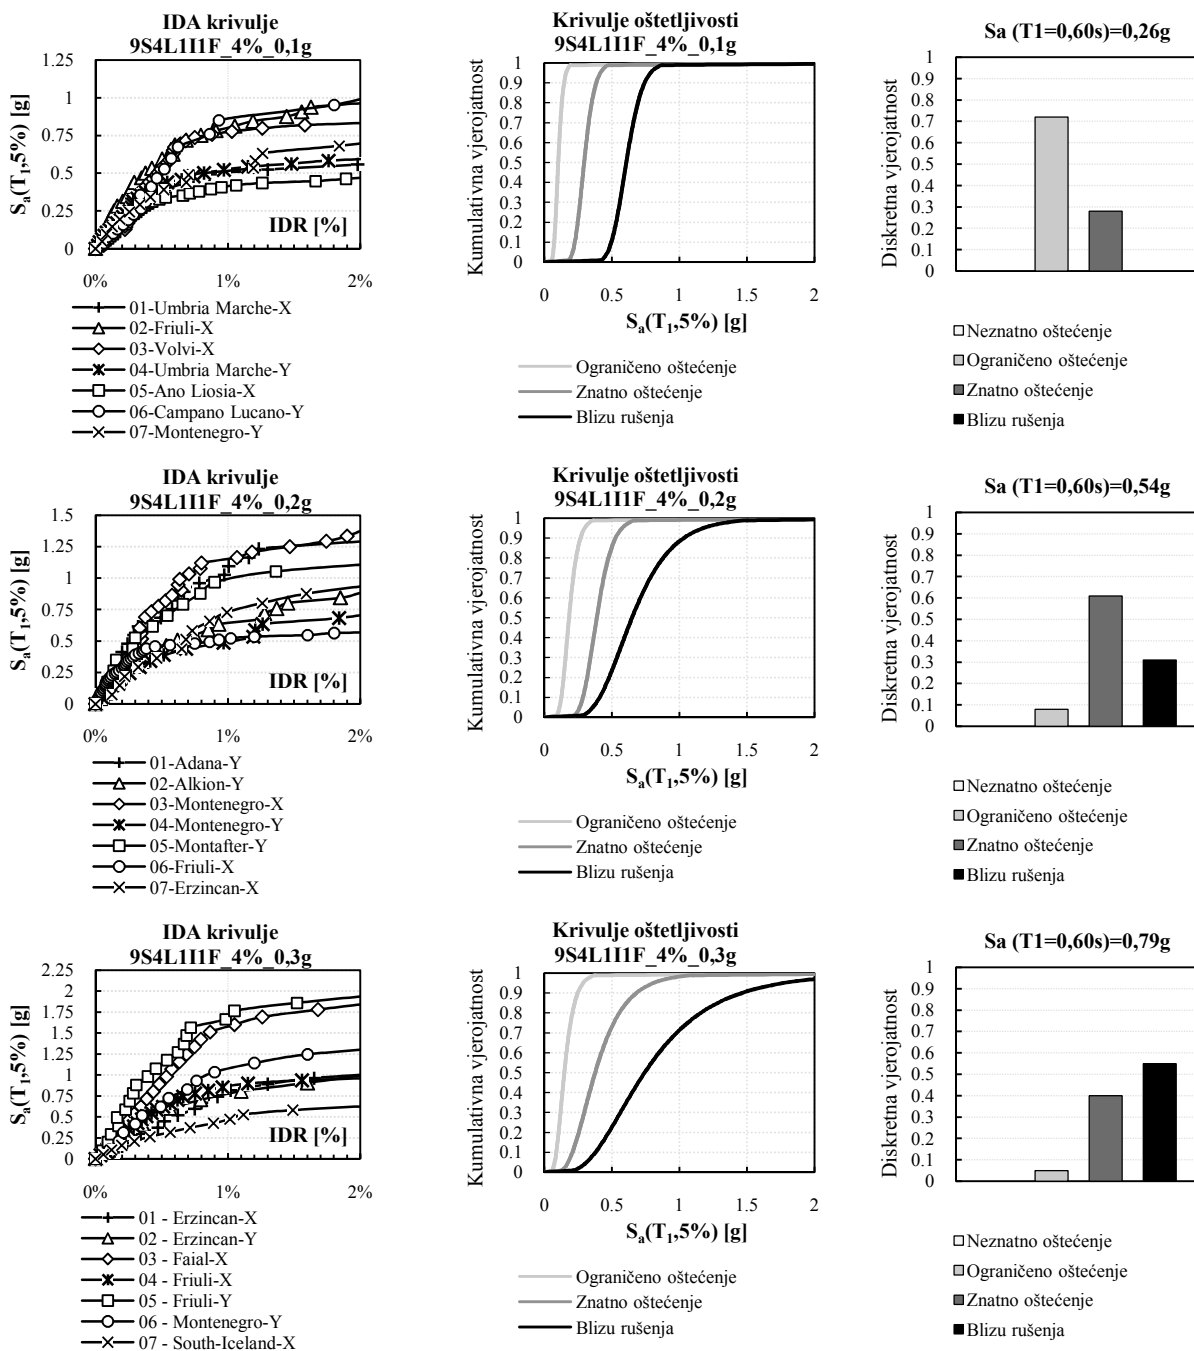 IDA krivulje
9S4L1I1F_4%_0,1g
1.25
1
0.75
0.5
0.25
0
Sa(T1,5%) [g]
IDR [%]
0%
1%
2%
01-Umbria Marche-X
02-Friuli-X
03-Volvi-X
04-Umbria Marche-Y
05-Ano Liosia-X
06-Campano Lucano-Y
07-Montenegro-Y
Krivulje oštetljivosti
9S4L1I1F_4%_0,1g
1
0.9
0.8
0.7
0.6
0.5
0.4
0.3
0.2
0.1
0
Kumulativna vjerojatnost
0
0.5
1
1.5
2
Sa(T1,5%) [g]
Ograničeno oštećenje
Znatno oštećenje
Blizu rušenja
Sa (T1=0,60s)=0,26g
1
0.9
0.8
0.7
0.6
0.5
0.4
0.3
0.2
0.1
0
Diskretna vjerojatnost
Neznatno oštećenje
Ograničeno oštećenje
Znatno oštećenje
Blizu rušenja
IDA krivulje
9S4L1I1F_4%_0,2g
1.5
1.25
1
0.75
0.5
0.25
0
Sa(T1,5%) [g]
IDR [%]
0%
1%
2%
01-Adana-Y
02-Alkion-Y
03-Montenegro-X
04-Montenegro-Y
05-Montafter-Y
06-Friuli-X
07-Erzincan-X
Krivulje oštetljivosti
9S4L1I1F_4%_0,2g
1
0.9
0.8
0.7
0.6
0.5
0.4
0.3
0.2
0.1
0
Kumulativna vjerojatnost
0
0.5
1
1.5
2
Sa(T1,5%) [g]
Ograničeno oštećenje
Znatno oštećenje
Blizu rušenja
Sa (T1=0,60s)=0,54g
1
0.9
0.8
0.7
0.6
0.5
0.4
0.3
0.2
0.1
0
Diskretna vjerojatnost
Neznatno oštećenje
Ograničeno oštećenje
Znatno oštećenje
Blizu rušenja
IDA krivulje
9S4L1I1F_4%_0,3g
2.25
2
1.75
1.5
1.25
1
0.75
0.5
0.25
0
Sa(T1,5%) [g]
IDR [%]
0%
1%
2%
01 - Erzincan-X
02 - Erzincan-Y
03 - Faial-X
04 - Friuli-X
05 - Friuli-Y
06 - Montenegro-Y
07 - South-Iceland-X
Krivulje oštetljivosti
9S4L1I1F_4%_0,3g
1
0.9
0.8
0.7
0.6
0.5
0.4
0.3
0.2
0.1
0
Kumulativna vjerojatnost
0
0.5
1
1.5
2
Sa(T1,5%) [g]
Ograničeno oštećenje
Znatno oštećenje
Blizu rušenja
Sa (T1=0,60s)=0,79g
1
0.9
0.8
0.7
0.6
0.5
0.4
0.3
0.2
0.1
0
Diskretna vjerojatnost
Neznatno oštećenje
Ograničeno oštećenje
Znatno oštećenje
Blizu rušenja